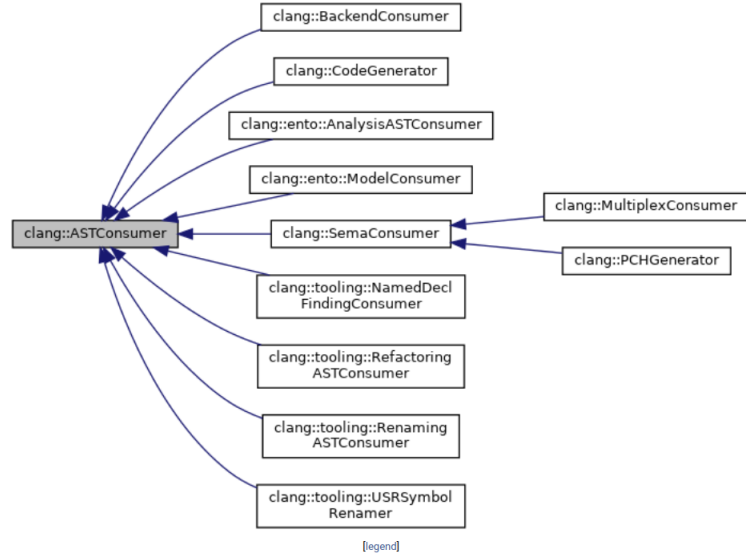 clang::BackendConsumer
clang::CodeGenerator
clang::ento::AnalysisASTConsumer
clang::ento::ModelConsumer
clang::MultiplexConsumer
clang::ASTConsumer
clang::SemaConsumer
clang::PCHGenerator
clang::tooling::NamedDecl
FindingConsumer
clang::tooling::Refactoring
ASTConsumer
clang::tooling::Renaming
ASTConsumer
clang::tooling::USRSymbol
Renamer
[legend]